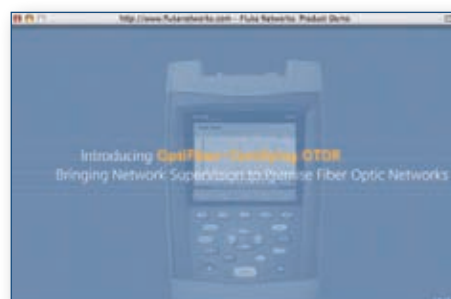 http://www.flukenetworks.com - Fluke Networks: Product Demo
Introducing OptiFiber Certifying OTDR
Bringing Network Supervision to Premise Fiber Optic Networks